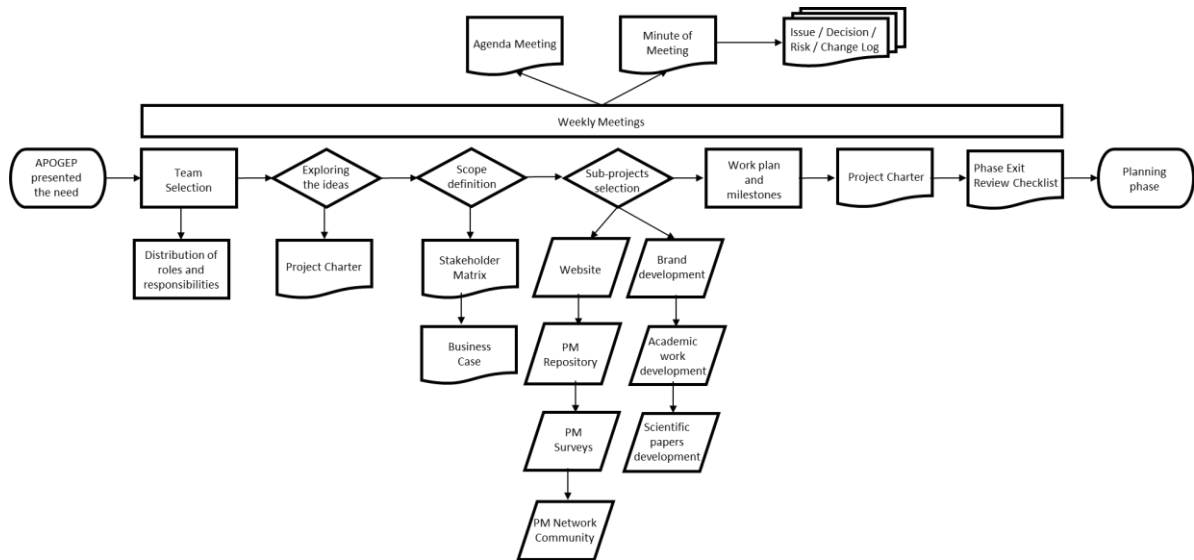 Agenda Meeting
Minute of
Meeting
Issue / Decision /
Risk / Change Log
Weekly Meetings
APOGEP
presented
the need
Team
Selection
Exploring
the ideas
Scope
definition
Sub-projects
selection
Work plan
and
milestones
Project Charter
Phase Exit
Review Checklist
Planning
phase
Distribution of
roles and
responsibilities
Project Charter
Stakeholder
Matrix
Website
Brand
development
Business
Case
PM
Repository
Academic
work
development
PM
Surveys
Scientific
papers
development
PM Network
Community